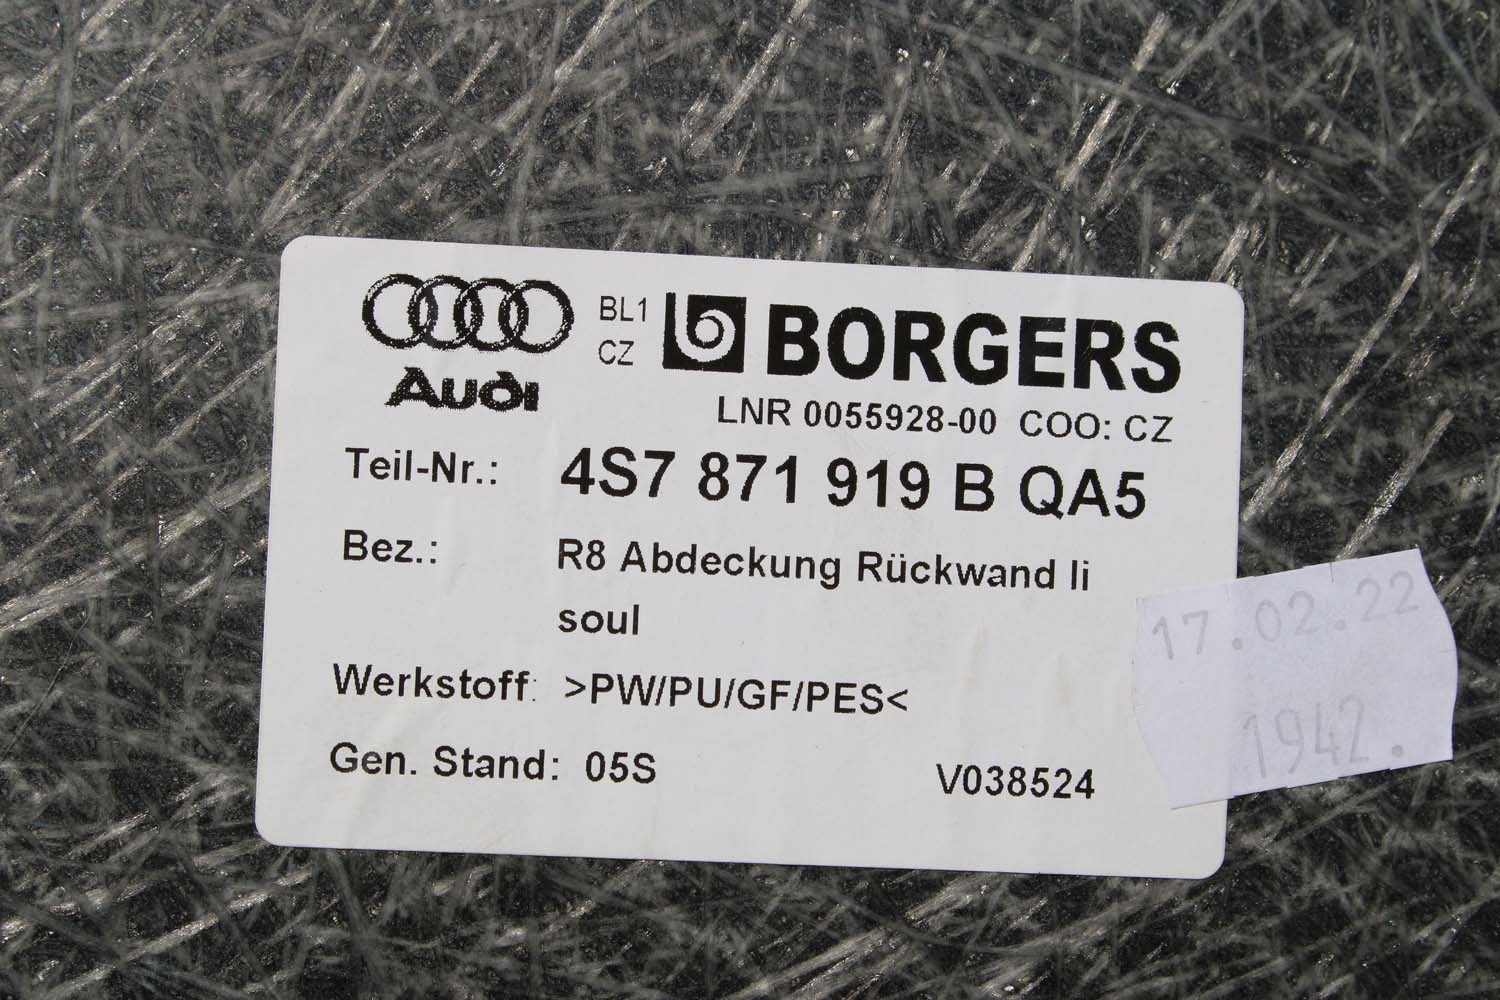 Audi
BL1
CZ
BORGERS
LNR 0055928-00 COO: CZ
Teil-Nr.: 4S7 871 919 B QA5
Bez.: R8 Abdeckung Rückwand li
soul
Werkstoff: >PW/PU/GF/PES<
Gen. Stand: 05S V038524
17.02.22
1942.